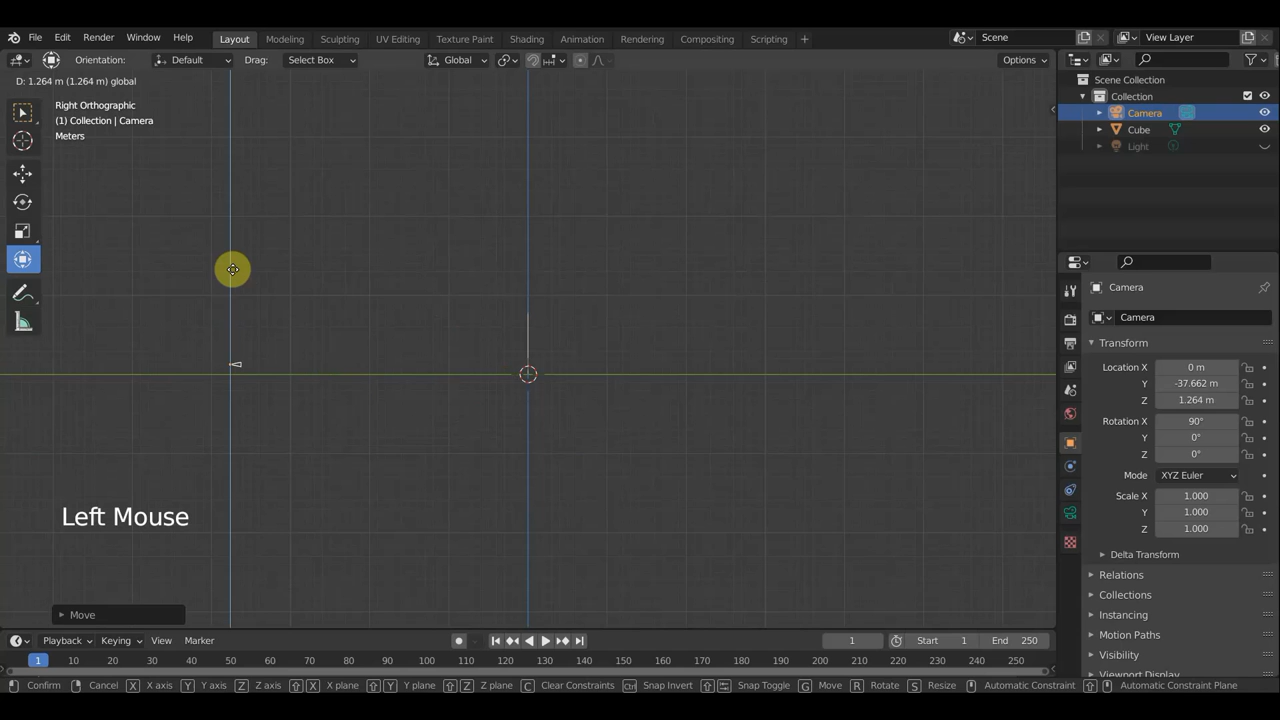 File Edit Render Window Help Layout Modeling Sculpting UV Editing Texture Paint Shading Animation Rendering Compositing Scripting + Scene View Layer
Orientation: Default Drag: Select Box Global Options
D: 1.264 m (1.264 m) global
Right Orthographic
(1) Collection | Camera
Meters
Scene Collection
Collection
Camera
Cube
Light
Camera
Camera
Transform
Location X 0 m
Y -37.662 m
Z 1.264 m
Rotation X 90°
Y 0°
Z 0°
Mode XYZ Euler
Scale X 1.000
Y 1.000
Z 1.000
Delta Transform
Relations
Collections
Instancing
Motion Paths
Visibility
Viewport Display
Left Mouse
Move
Playback Keying View Marker 1 Start 1 End 250
1 10 20 30 40 50 60 70 80 90 100 110 120 130 140 150 160 170 180 190 200 210 220 230 240 250
Confirm Cancel X X axis Y Y axis Z Z axis X X plane Y Y plane Z Z plane C Clear Constraints Ctrl Snap Invert Snap Toggle G Move R Rotate S Resize Automatic Constraint Automatic Constraint Plane